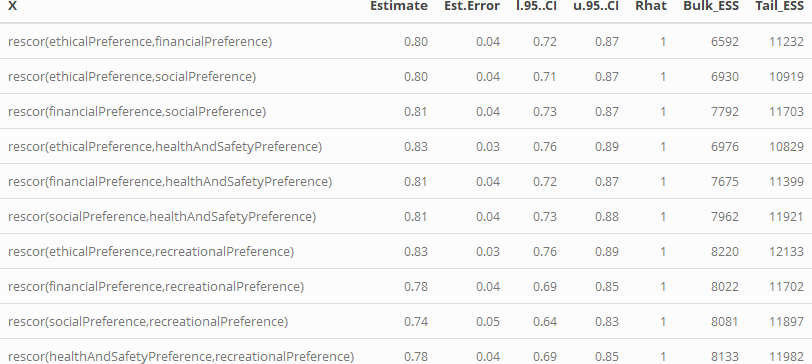 X Estimate Est.Error l.95..CI u.95..CI Rhat Bulk_ESS Tail_ESS
rescor(ethicalPreference,financialPreference) 0.80 0.04 0.72 0.87 1 6592 11232
rescor(ethicalPreference,socialPreference) 0.80 0.04 0.71 0.87 1 6930 10919
rescor(financialPreference,socialPreference) 0.81 0.04 0.73 0.87 1 7792 11703
rescor(ethicalPreference,healthAndSafetyPreference) 0.83 0.03 0.76 0.89 1 6976 10829
rescor(financialPreference,healthAndSafetyPreference) 0.81 0.04 0.72 0.87 1 7675 11399
rescor(socialPreference,healthAndSafetyPreference) 0.81 0.04 0.73 0.88 1 7962 11921
rescor(ethicalPreference,recreationalPreference) 0.83 0.03 0.76 0.89 1 8220 12133
rescor(financialPreference,recreationalPreference) 0.78 0.04 0.69 0.85 1 8022 11702
rescor(socialPreference,recreationalPreference) 0.74 0.05 0.64 0.83 1 8081 11897
rescor(healthAndSafetyPreference,recreationalPreference) 0.78 0.04 0.69 0.85 1 8133 11982